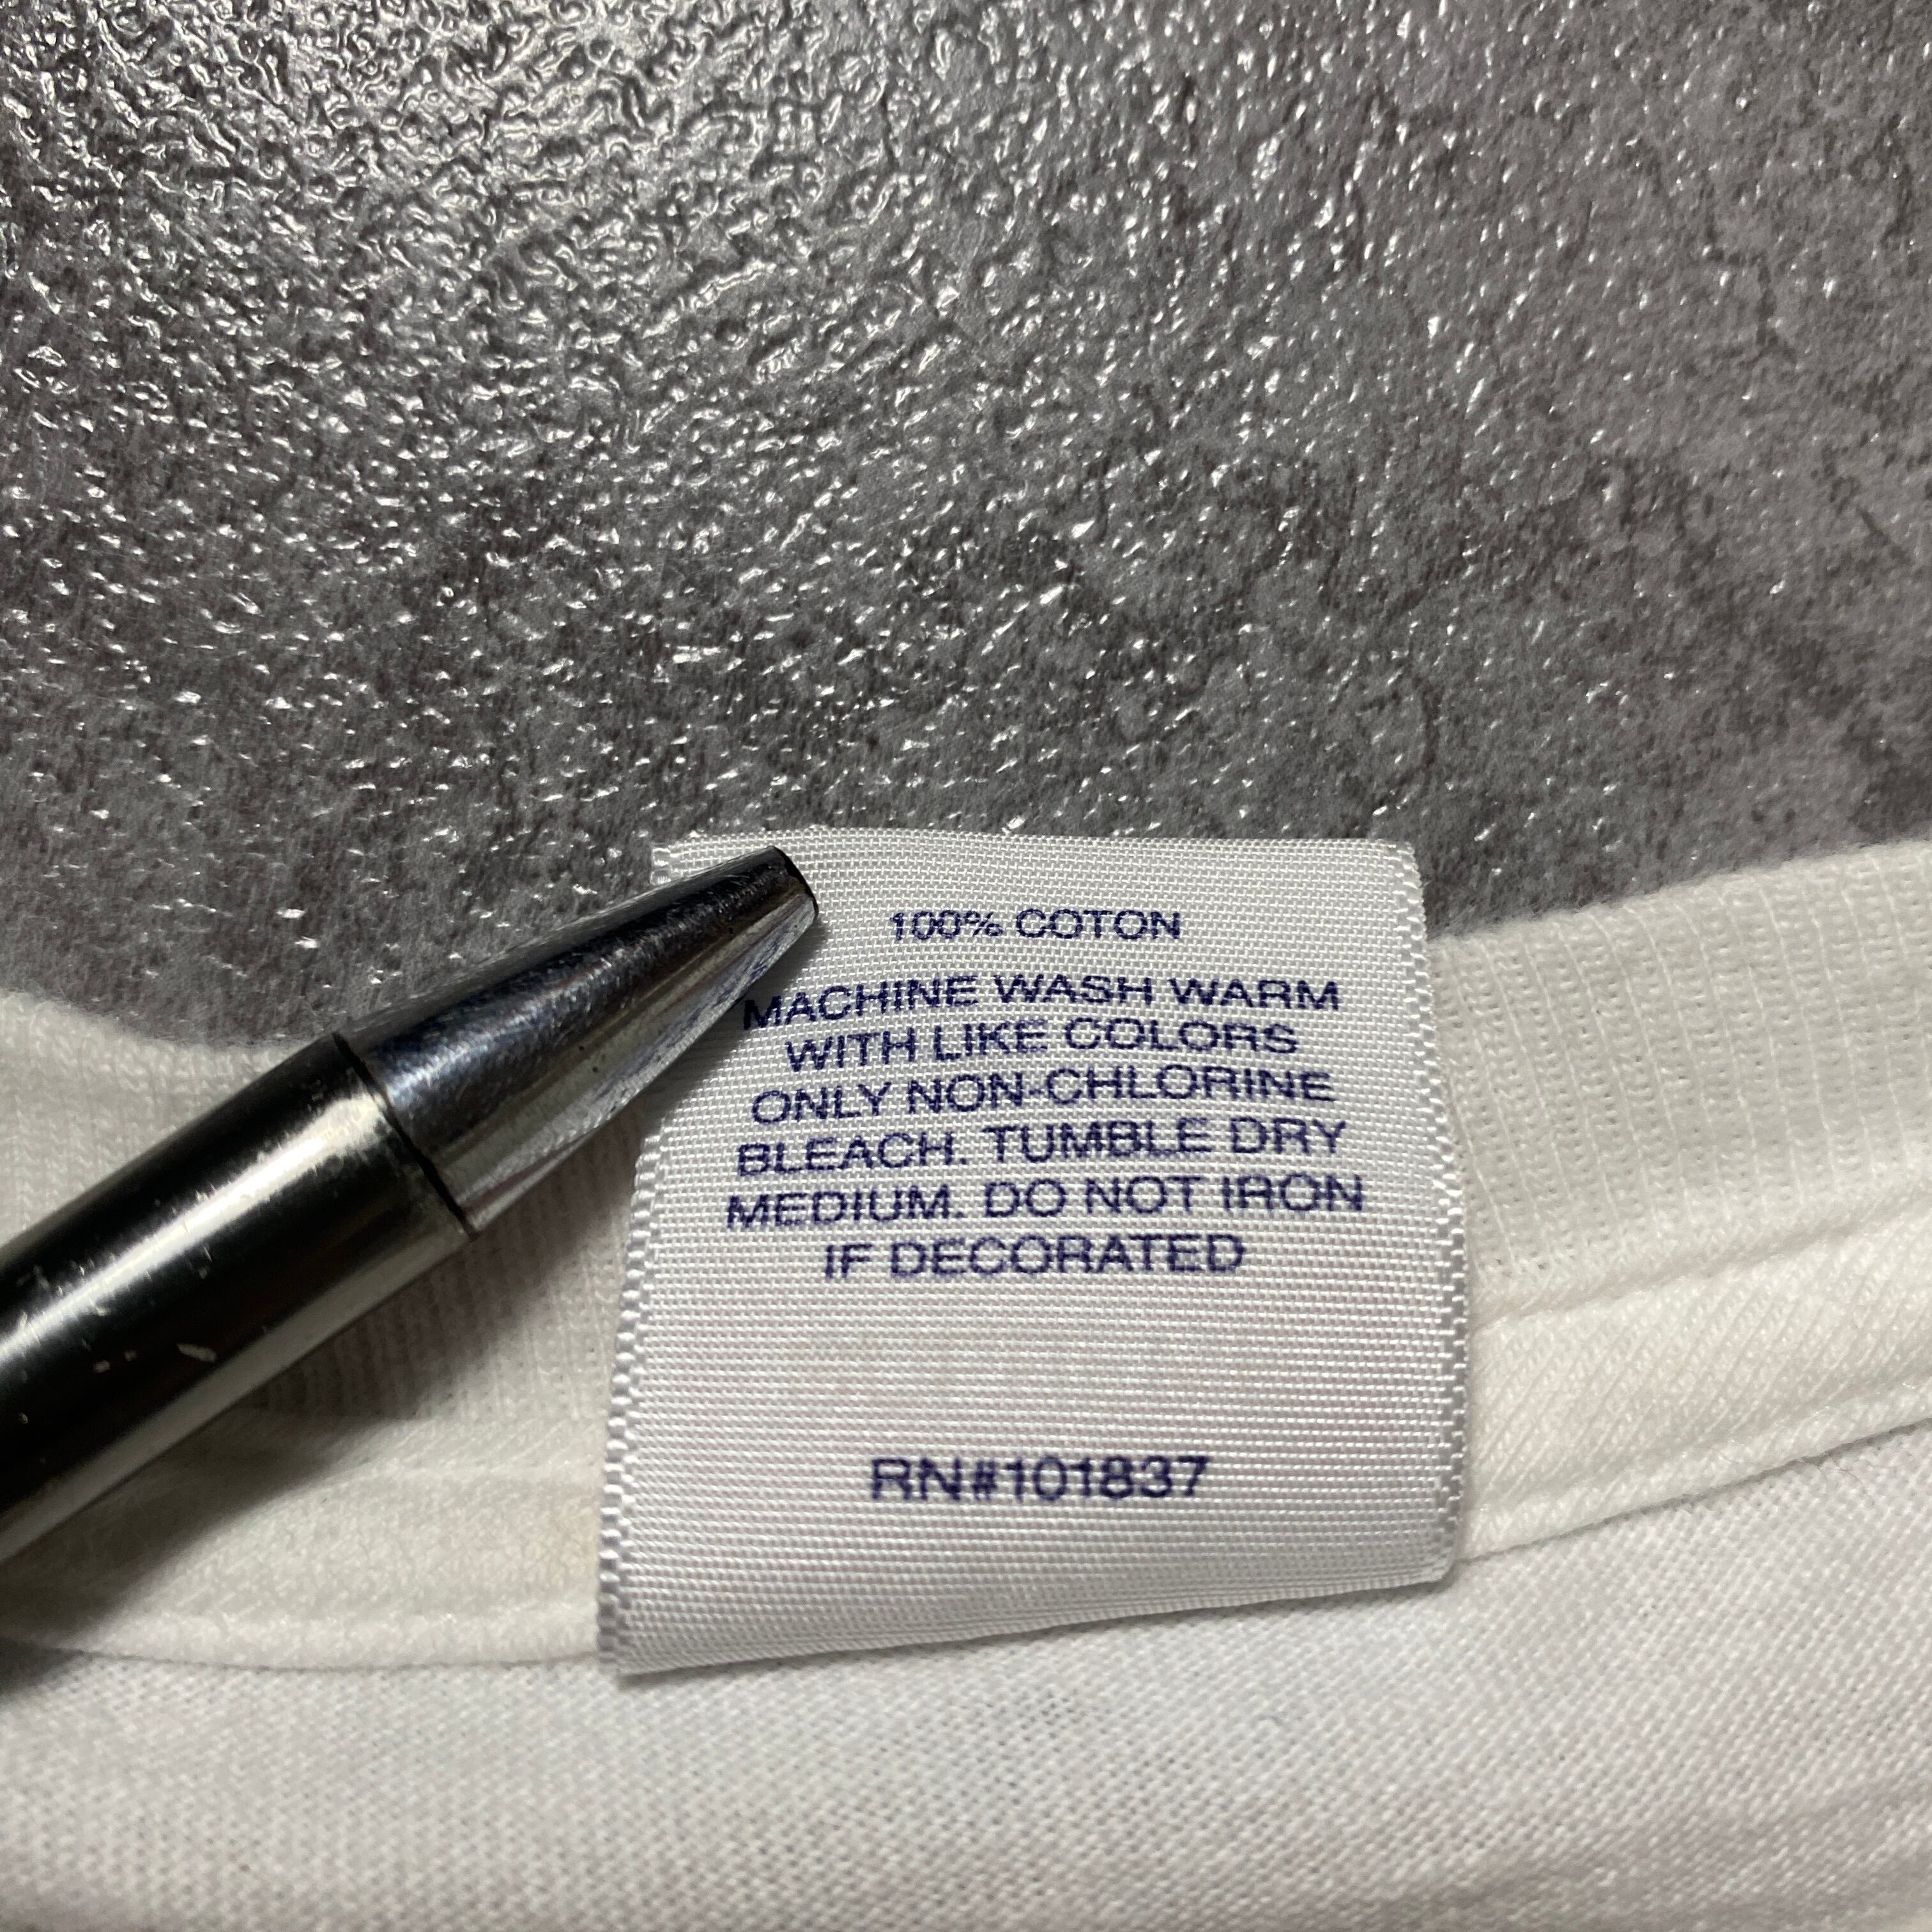 100% COTON
MACHINE WASH WARM
WITH LIKE COLORS
ONLY NON-CHLORINE
BLEACH. TUMBLE DRY
MEDIUM. DO NOT IRON
IF DECORATED
RN#101837